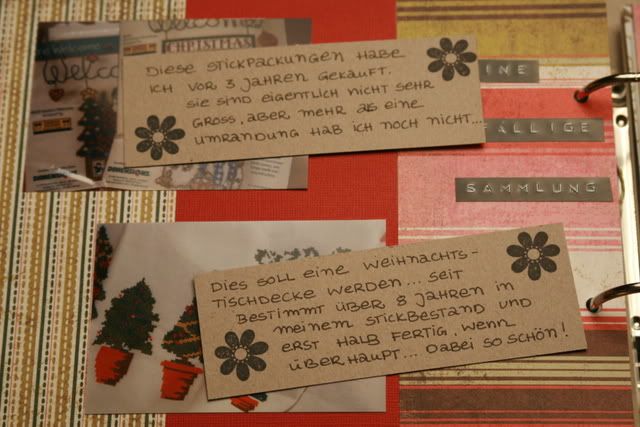 Welcome
CHRISTMAS
Welcome
DIMENSIONS
DIESE STICKPACKUNGEN HABE
ICH VOR 3 JAHREN GEKAUFT.
SIE SIND EIGENTLICH NICHT SEHR
GROSS, ABER MEHR ALS EINE
UMRANDUNG HAB ICH NOCH NICHT...
INE
ÄLLIGE
SAMMLUNG
DIES SOLL EINE WEIHNACHTS-
TISCHDECKE WERDEN... SEIT
BESTIMMT ÜBER 8 JAHREN IN
MEINEM STICKBESTAND UND
ERST HALB FERTIG. WENN
ÜBERHAUPT... DABEI SO SCHÖN!